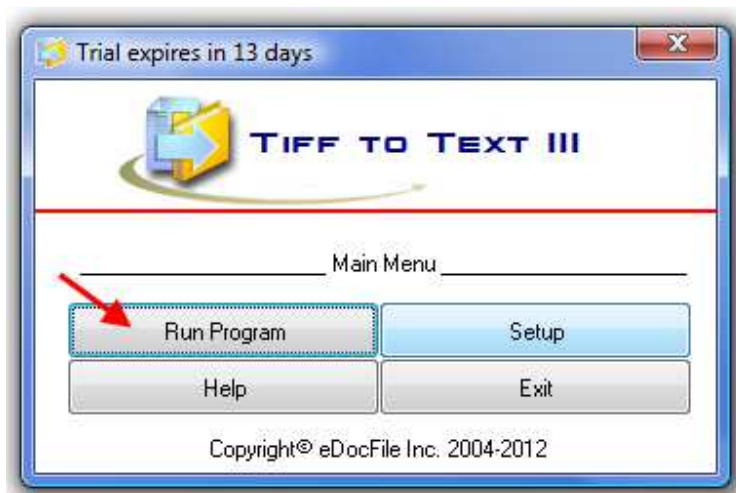 Trial expires in 13 days
TIFF TO TEXT III
Main Menu
Run Program
Setup
Help
Exit
Copyright© eDocFile Inc. 2004-2012